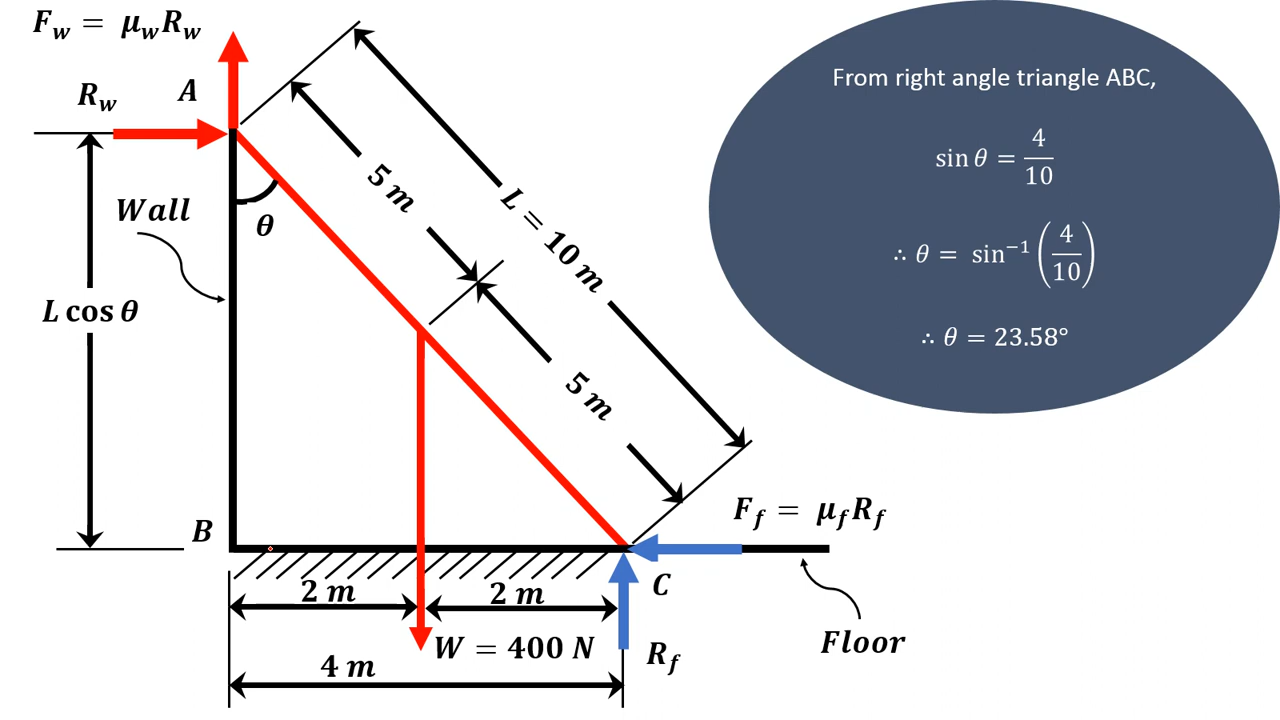 F_w = μ_w R_w
A
R_w
5 m
L = 10 m
Wall
θ
L cos θ
5 m
B
F_f = μ_f R_f
C
2 m
2 m
W = 400 N
R_f
Floor
4 m
From right angle triangle ABC,
sin θ = 4/10
∴ θ = sin⁻¹ (4/10)
∴ θ = 23.58°